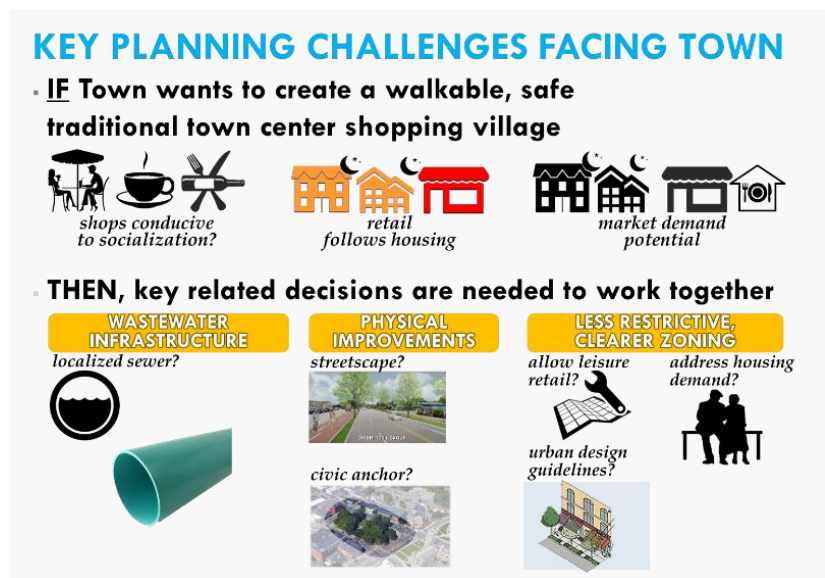 KEY PLANNING CHALLENGES FACING TOWN
▪ IF Town wants to create a walkable, safe
traditional town center shopping village
shops conducive
to socialization?
retail
follows housing
market demand
potential
▪ THEN, key related decisions are needed to work together
WASTEWATER
INFRASTRUCTURE
localized sewer?
PHYSICAL
IMPROVEMENTS
streetscape?
civic anchor?
LESS RESTRICTIVE,
CLEARER ZONING
allow leisure
retail?
address housing
demand?
urban design
guidelines?